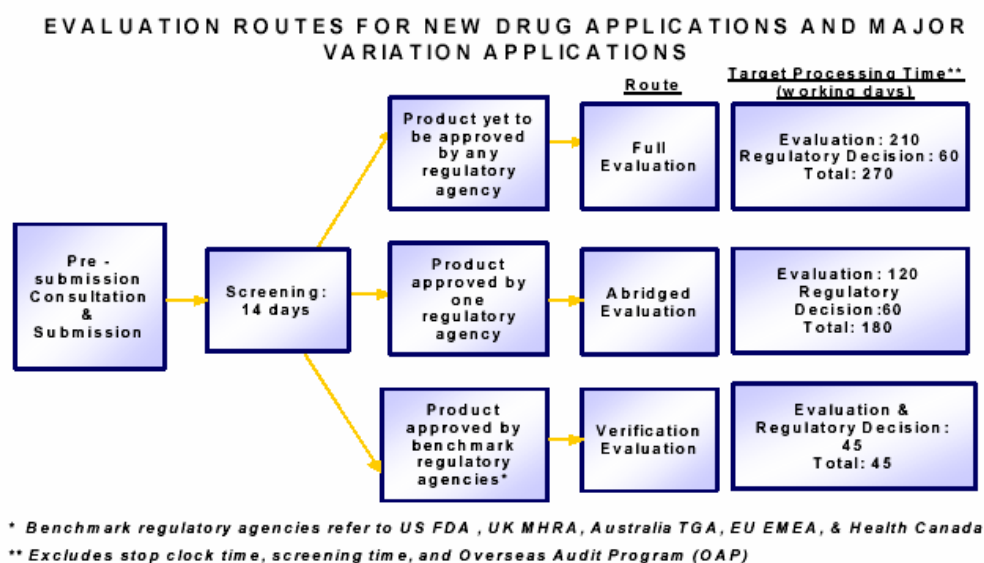 EVALUATION ROUTES FOR NEW DRUG APPLICATIONS AND MAJOR
VARIATION APPLICATIONS
Route
Target Processing Time**
(working days)
Pre -
submission
Consultation
&
Submission
Screening:
14 days
Product yet to
be approved
by any
regulatory
agency
Full
Evaluation
Evaluation: 210
Regulatory Decision: 60
Total: 270
Product
approved by
one
regulatory
agency
Abridged
Evaluation
Evaluation: 120
Regulatory
Decision:60
Total: 180
Product
approved by
benchmark
regulatory
agencies*
Verification
Evaluation
Evaluation &
Regulatory Decision:
45
Total: 45
* Benchmark regulatory agencies refer to US FDA , UK MHRA, Australia TGA, EU EMEA, & Health Canada
** Excludes stop clock time, screening time, and Overseas Audit Program (OAP)